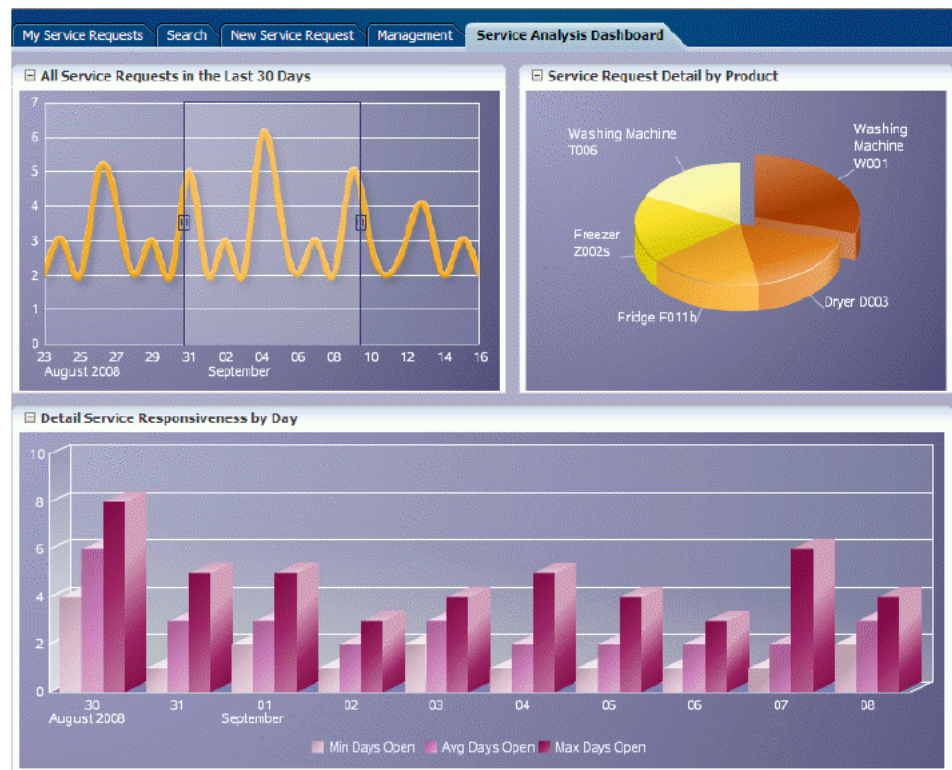 My Service Requests Search New Service Request Management Service Analysis Dashboard
All Service Requests in the Last 30 Days
7
6
5
4
3
2
1
0
23 25 27 29 31 02 04 06 08 10 12 14 16
August 2008 September
Service Request Detail by Product
Washing Machine
T006
Washing
Machine
W001
Freezer
Z002s
Fridge F011b
Dryer D003
Detail Service Responsiveness by Day
10
8
6
4
2
0
30 31 01 02 03 04 05 06 07 08
August 2008 September
Min Days Open Avg Days Open Max Days Open